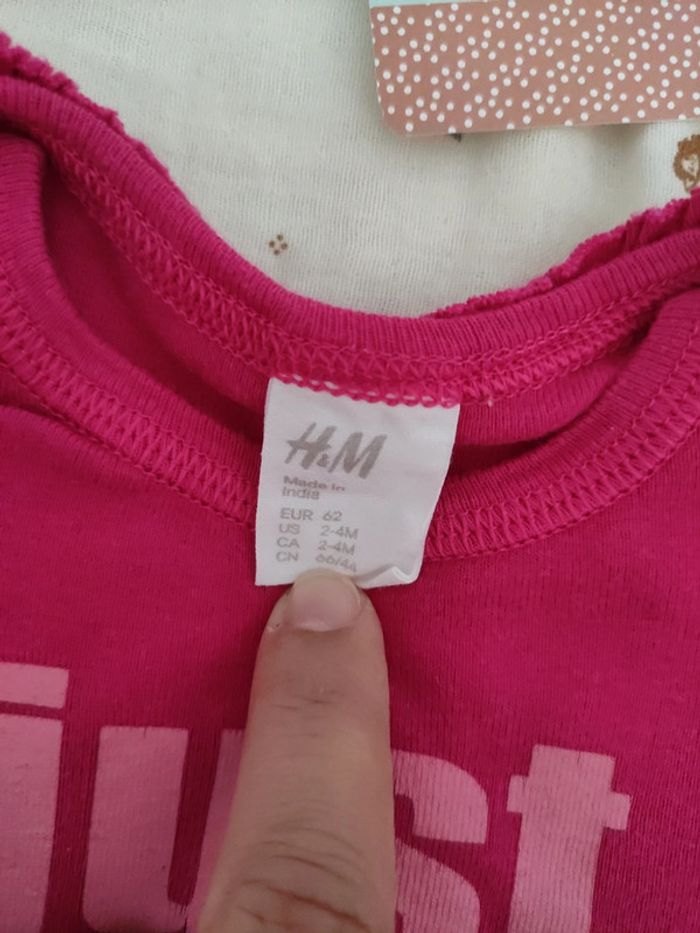 H&M
Made in
India
EUR 62
US 2-4M
CA 2-4M
CN 66/44
just